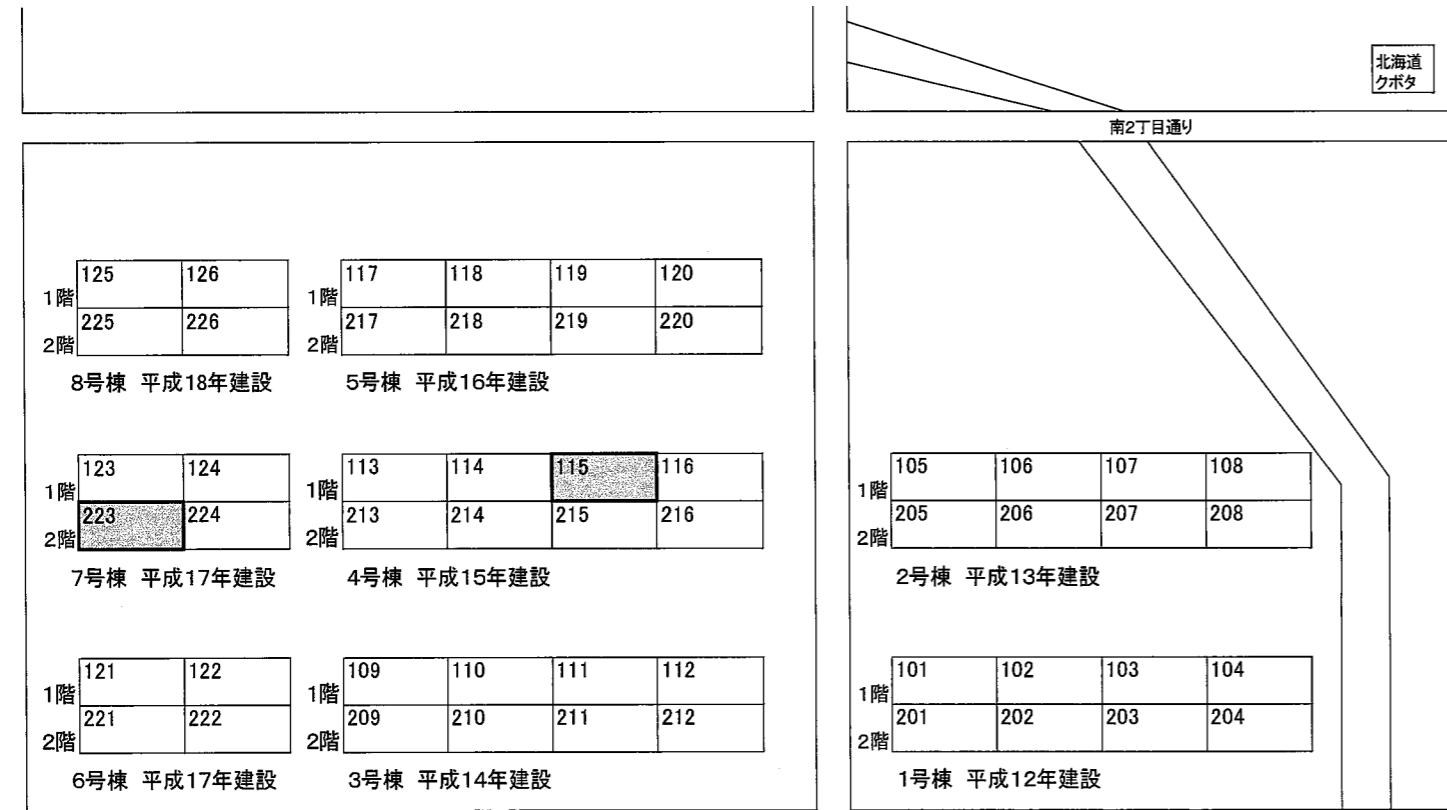 北海道
クボタ
南2丁目通り
125 126
1階
225 226
2階
8号棟 平成18年建設
117 118 119 120
1階
217 218 219 220
2階
5号棟 平成16年建設
123 124
1階
223 224
2階
7号棟 平成17年建設
113 114 115 116
1階
213 214 215 216
2階
4号棟 平成15年建設
105 106 107 108
1階
205 206 207 208
2階
2号棟 平成13年建設
121 122
1階
221 222
2階
6号棟 平成17年建設
109 110 111 112
1階
209 210 211 212
2階
3号棟 平成14年建設
101 102 103 104
1階
201 202 203 204
2階
1号棟 平成12年建設